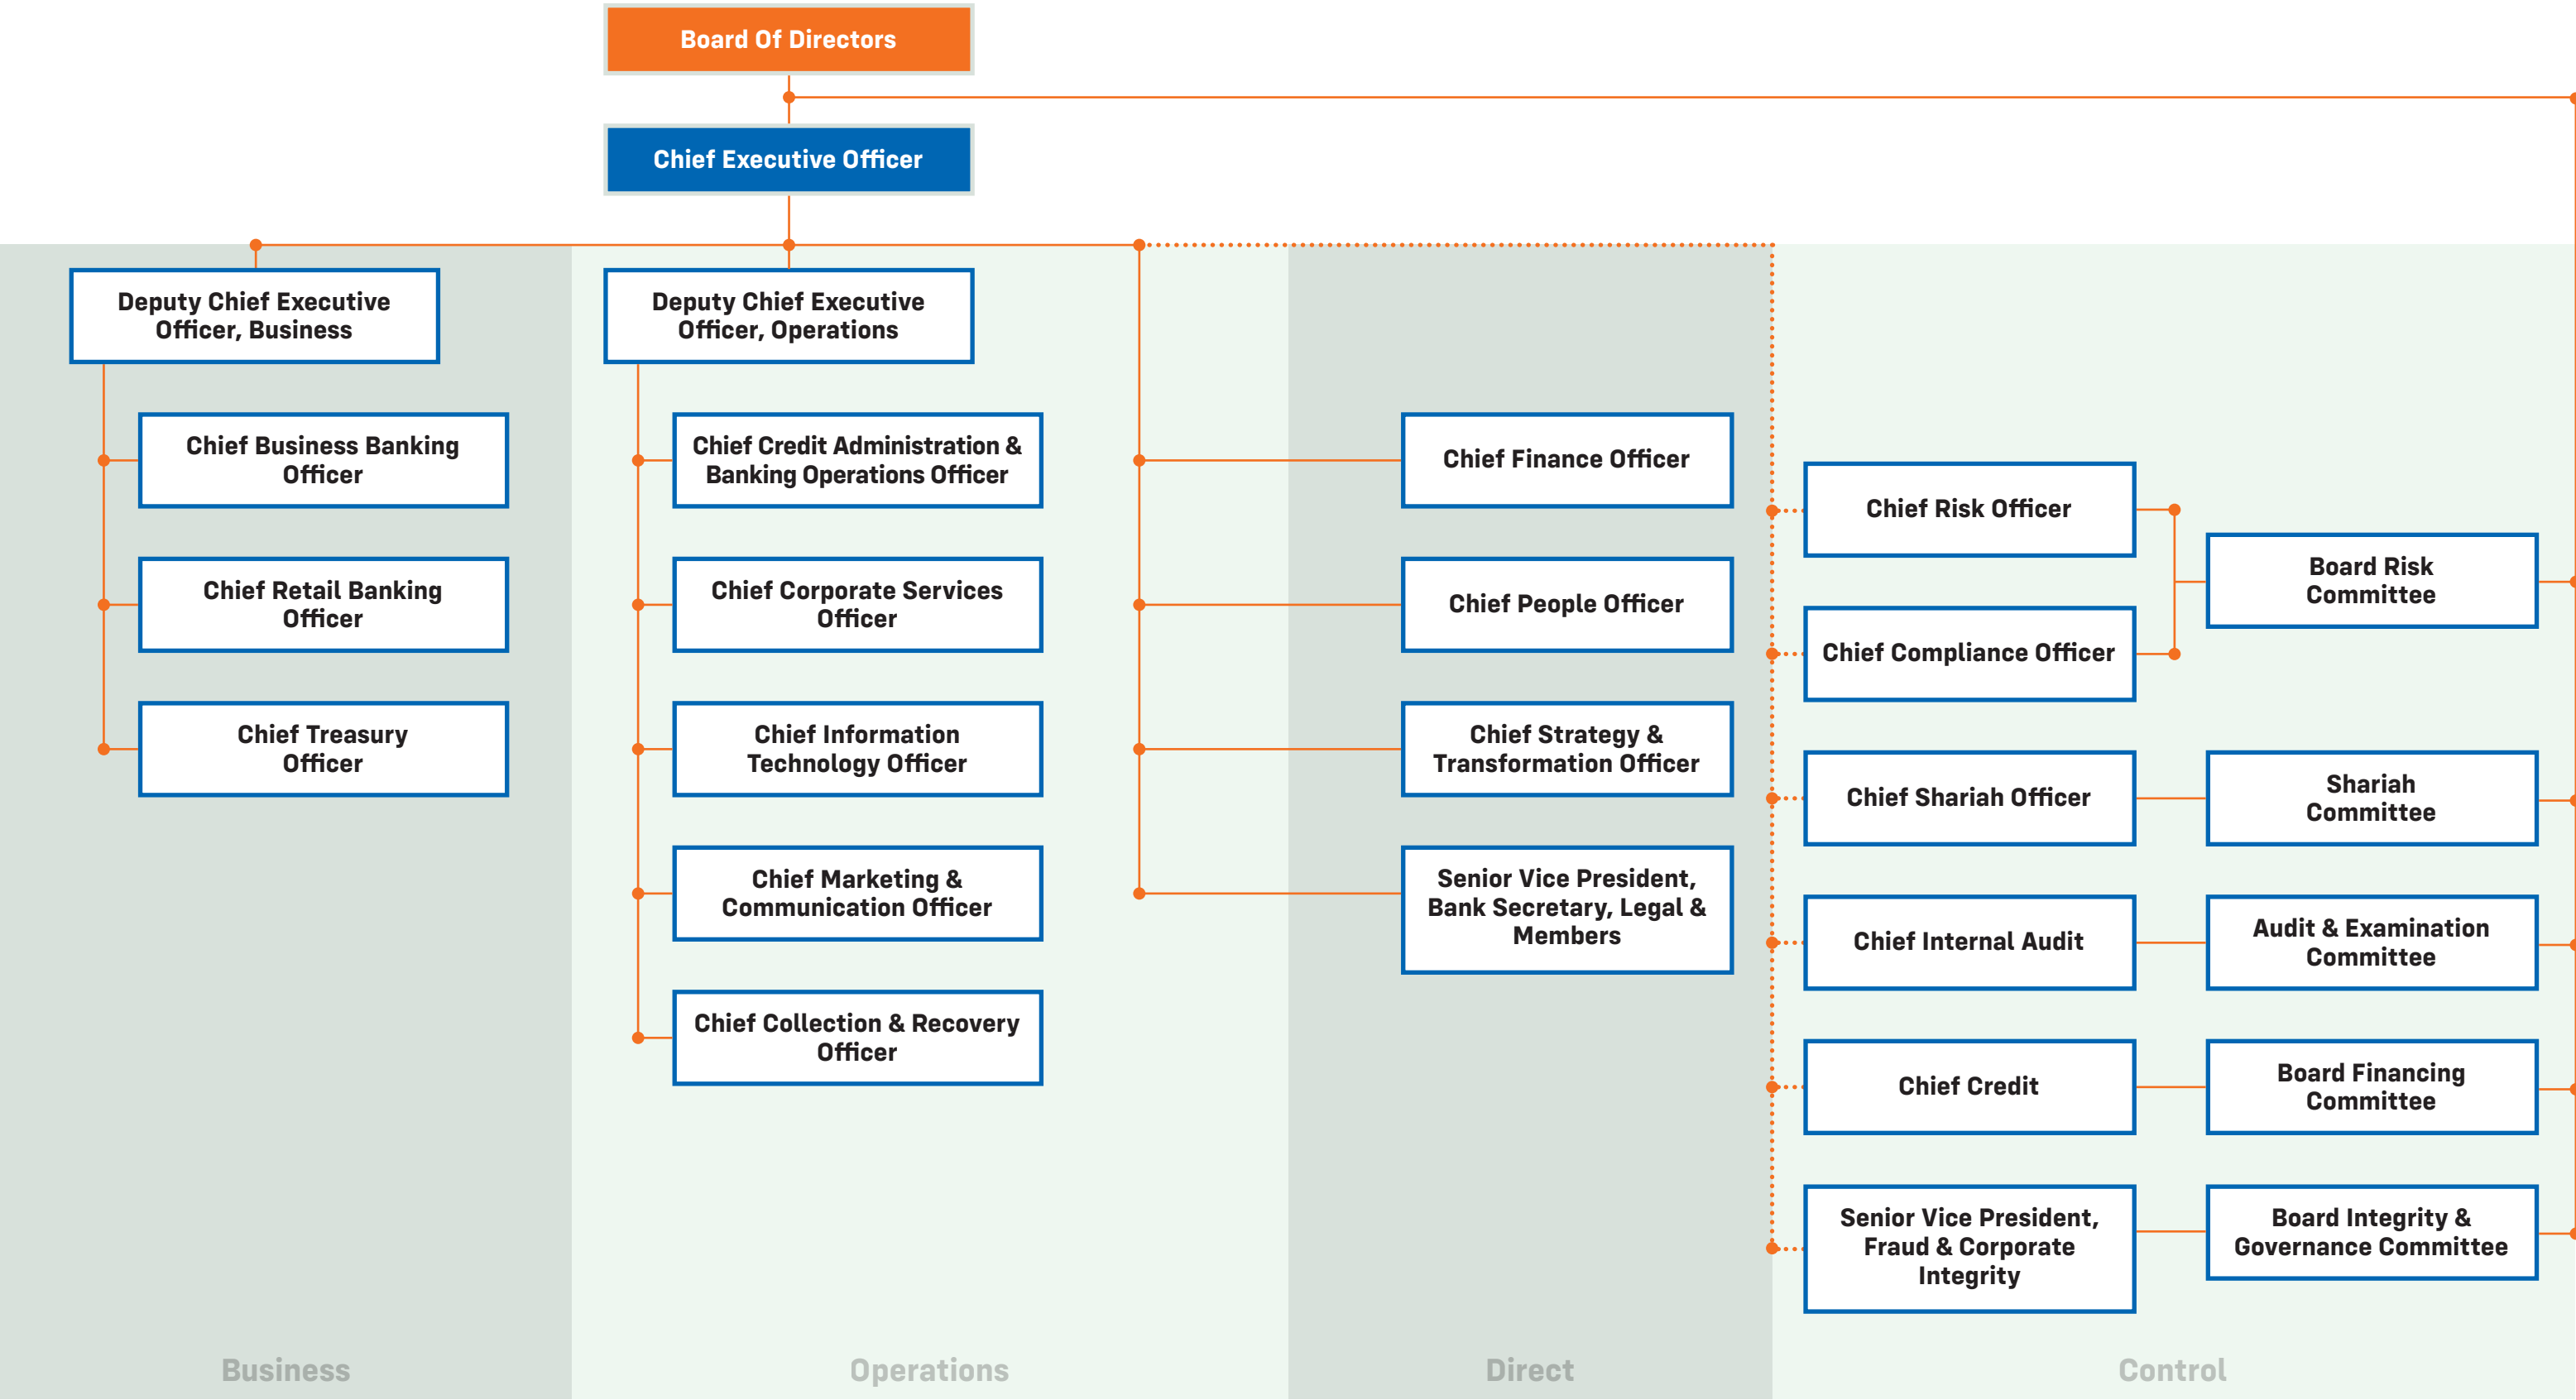 Board Of Directors
Chief Executive Officer
Deputy Chief Executive
Officer, Business
Chief Business Banking
Officer
Chief Retail Banking
Officer
Chief Treasury
Officer
Deputy Chief Executive
Officer, Operations
Chief Credit Administration &
Banking Operations Officer
Chief Corporate Services
Officer
Chief Information
Technology Officer
Chief Marketing &
Communication Officer
Chief Collection & Recovery
Officer
Chief Finance Officer
Chief People Officer
Chief Strategy &
Transformation Officer
Senior Vice President,
Bank Secretary, Legal &
Members
Chief Risk Officer
Chief Compliance Officer
Board Risk
Committee
Chief Shariah Officer
Shariah
Committee
Chief Internal Audit
Audit & Examination
Committee
Chief Credit
Board Financing
Committee
Senior Vice President,
Fraud & Corporate
Integrity
Board Integrity &
Governance Committee
Business
Operations
Direct
Control